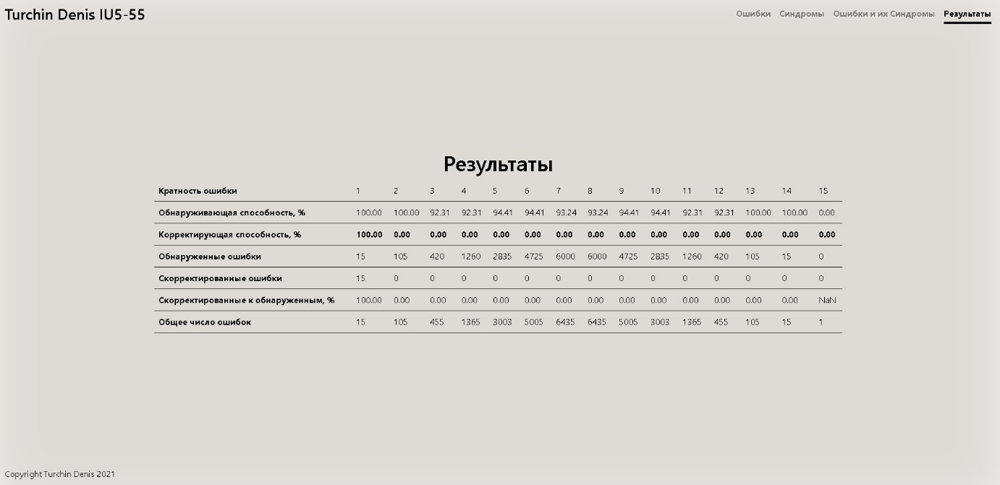 Turchin Denis IU5-55
Ошибки Синдромы Ошибки и их Синдромы Результаты
Результаты
Кратность ошибки 1 2 3 4 5 6 7 8 9 10 11 12 13 14 15
Обнаруживающая способность, % 100.00 100.00 92.31 92.31 94.41 94.41 93.24 93.24 94.41 94.41 92.31 92.31 100.00 100.00 0.00
Корректирующая способность, % 100.00 0.00 0.00 0.00 0.00 0.00 0.00 0.00 0.00 0.00 0.00 0.00 0.00 0.00 0.00
Обнаруженные ошибки 15 105 420 1260 2835 4725 6000 6000 4725 2835 1260 420 105 15 0
Скорректированные ошибки 15 0 0 0 0 0 0 0 0 0 0 0 0 0 0
Скорректированные к обнаруженным, % 100.00 0.00 0.00 0.00 0.00 0.00 0.00 0.00 0.00 0.00 0.00 0.00 0.00 0.00 NaN
Общее число ошибок 15 105 455 1365 3003 5005 6435 6435 5005 3003 1365 455 105 15 1
Copyright Turchin Denis 2021